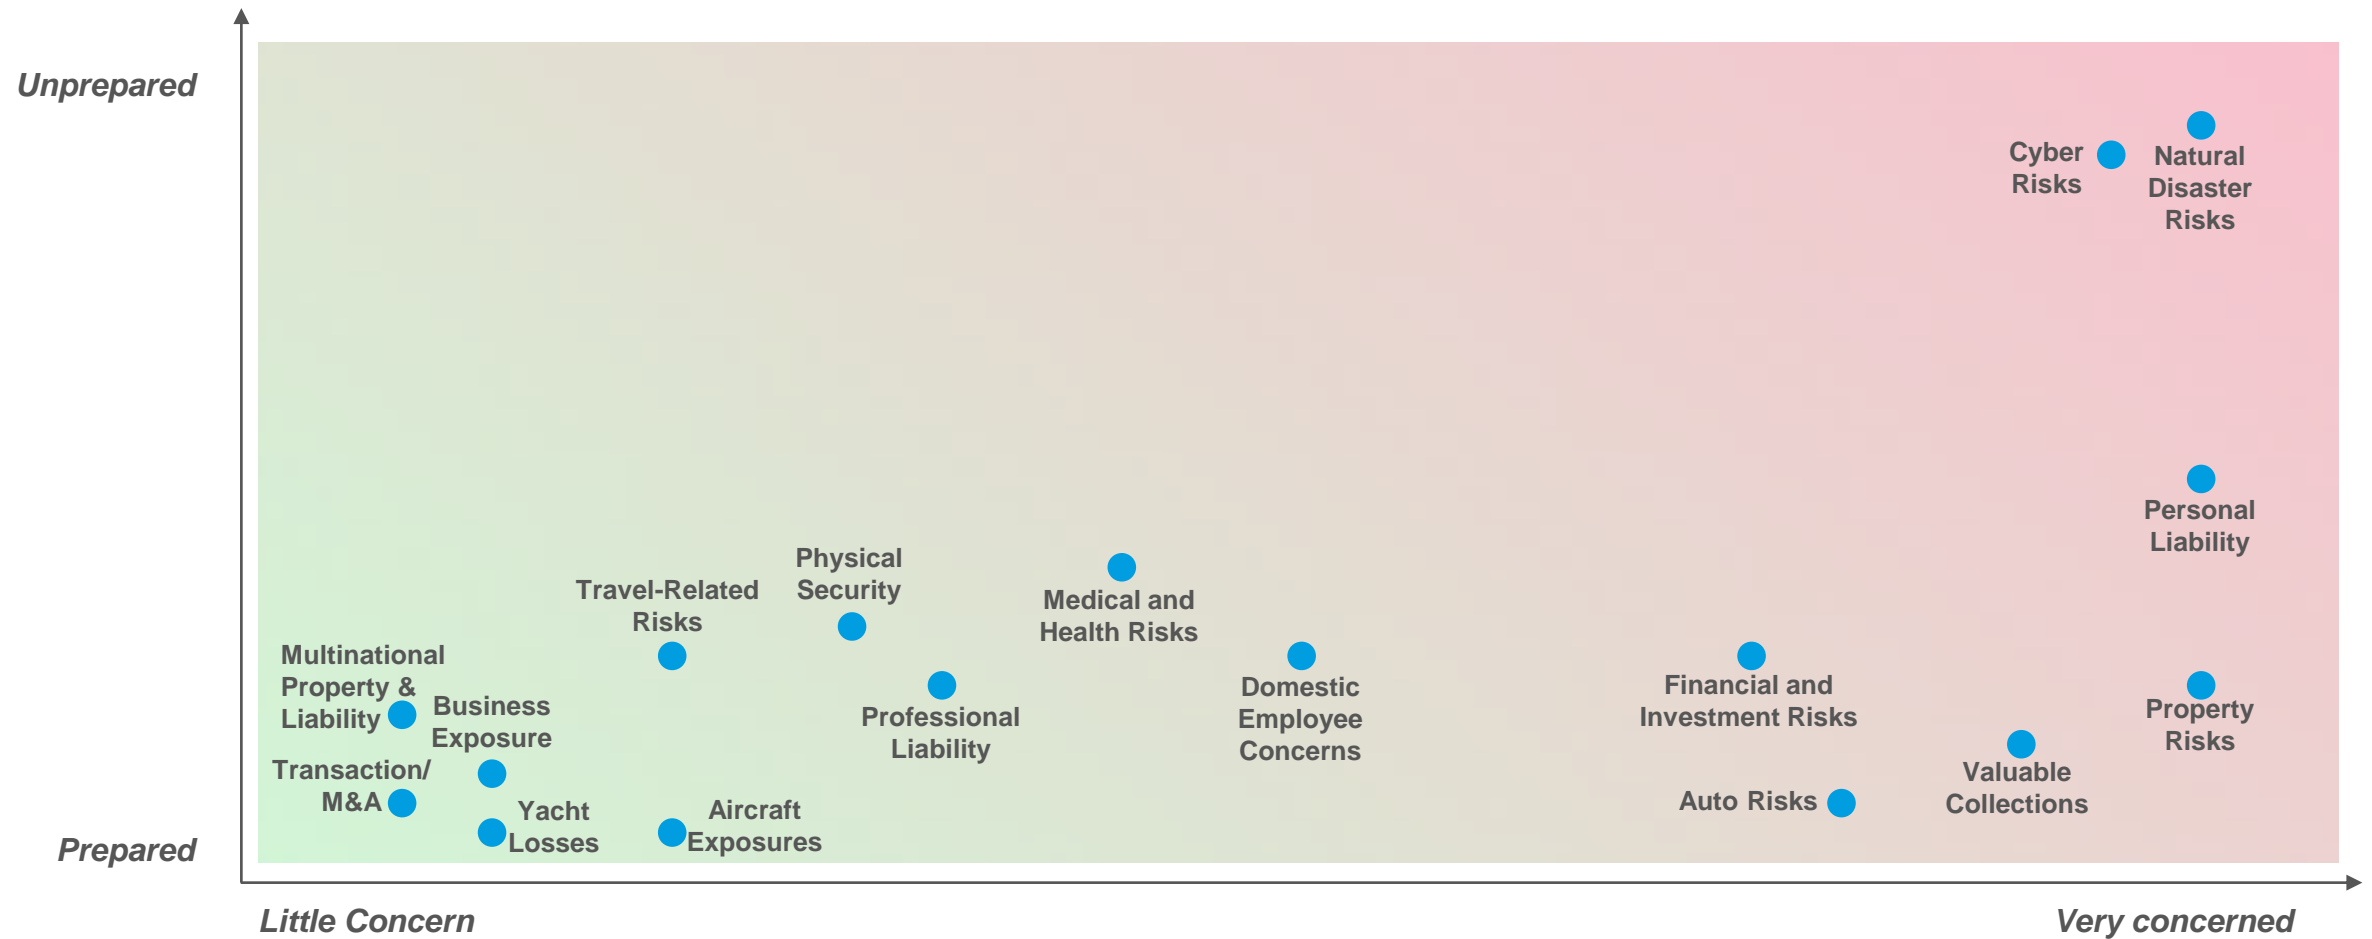 Unprepared
Cyber
Risks
Natural
Disaster
Risks
Personal
Liability
Physical
Security
Travel-Related
Risks
Medical and
Health Risks
Multinational
Property &
Liability
Business
Exposure
Professional
Liability
Domestic
Employee
Concerns
Financial and
Investment Risks
Property
Risks
Transaction/
M&A
Yacht
Losses
Aircraft
Exposures
Auto Risks
Valuable
Collections
Prepared
Little Concern
Very concerned